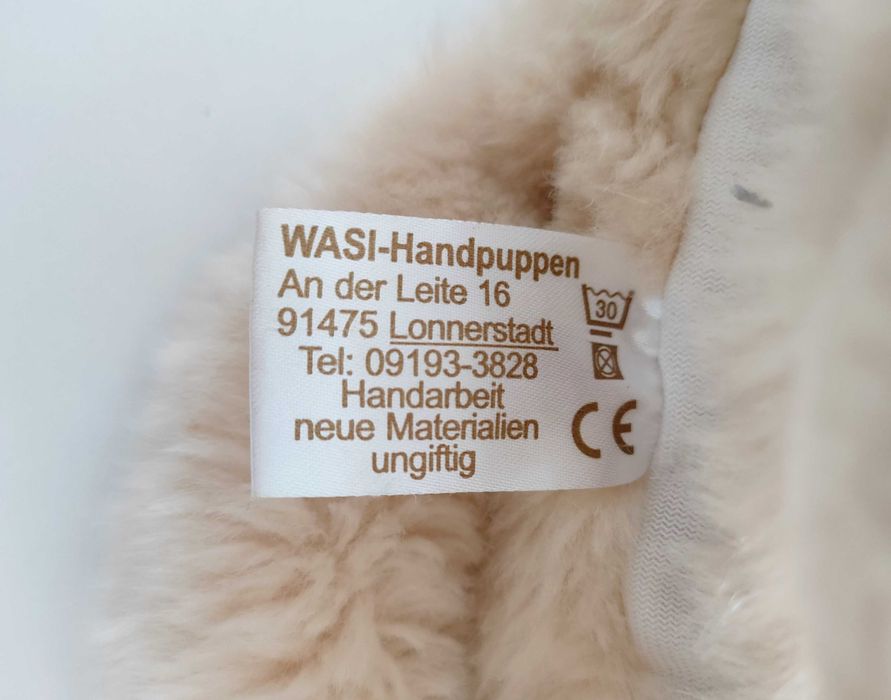 WASI-Handpuppen
An der Leite 16
91475 Lonnerstadt
Tel: 09193-3828
Handarbeit
neue Materialien
ungiftig
30
CE